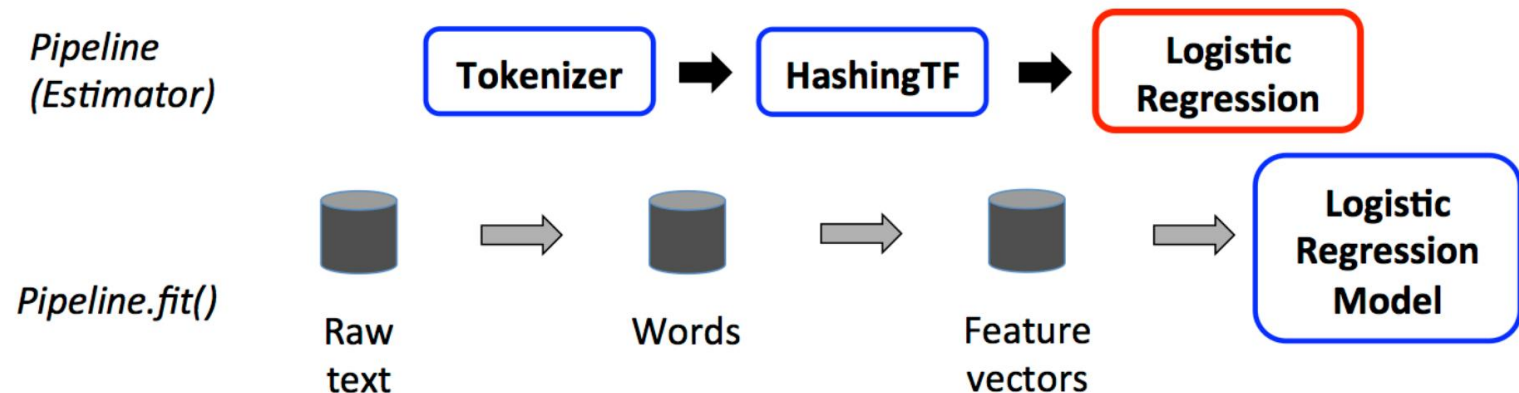 Pipeline
(Estimator)
Tokenizer
HashingTF
Logistic
Regression
Pipeline.fit()
Raw
text
Words
Feature
vectors
Logistic
Regression
Model